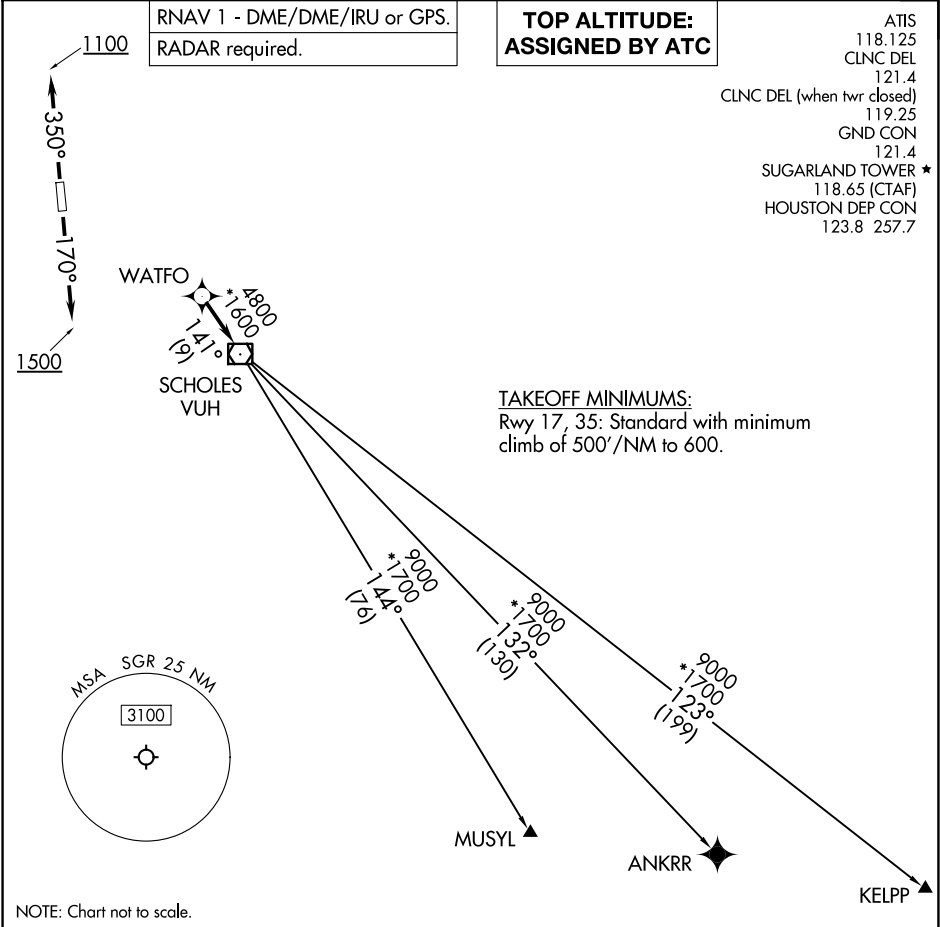 RNAV 1 - DME/DME/IRU or GPS.
RADAR required.
TOP ALTITUDE:
ASSIGNED BY ATC
ATIS
118.125
CLNC DEL
121.4
CLNC DEL (when twr closed)
119.25
GND CON
121.4
SUGARLAND TOWER ★
118.65 (CTAF)
HOUSTON DEP CON
123.8 257.7
1100
350°
170°
1500
WATFO
4800
*1600
141°
(9)
SCHOLES
VUH
TAKEOFF MINIMUMS:
Rwy 17, 35: Standard with minimum
climb of 500'/NM to 600.
9000
*1700
144°
(76)
9000
*1700
132°
(130)
9000
*1700
123°
(199)
MSA SGR 25 NM
3100
MUSYL
ANKRR
KELPP
NOTE: Chart not to scale.